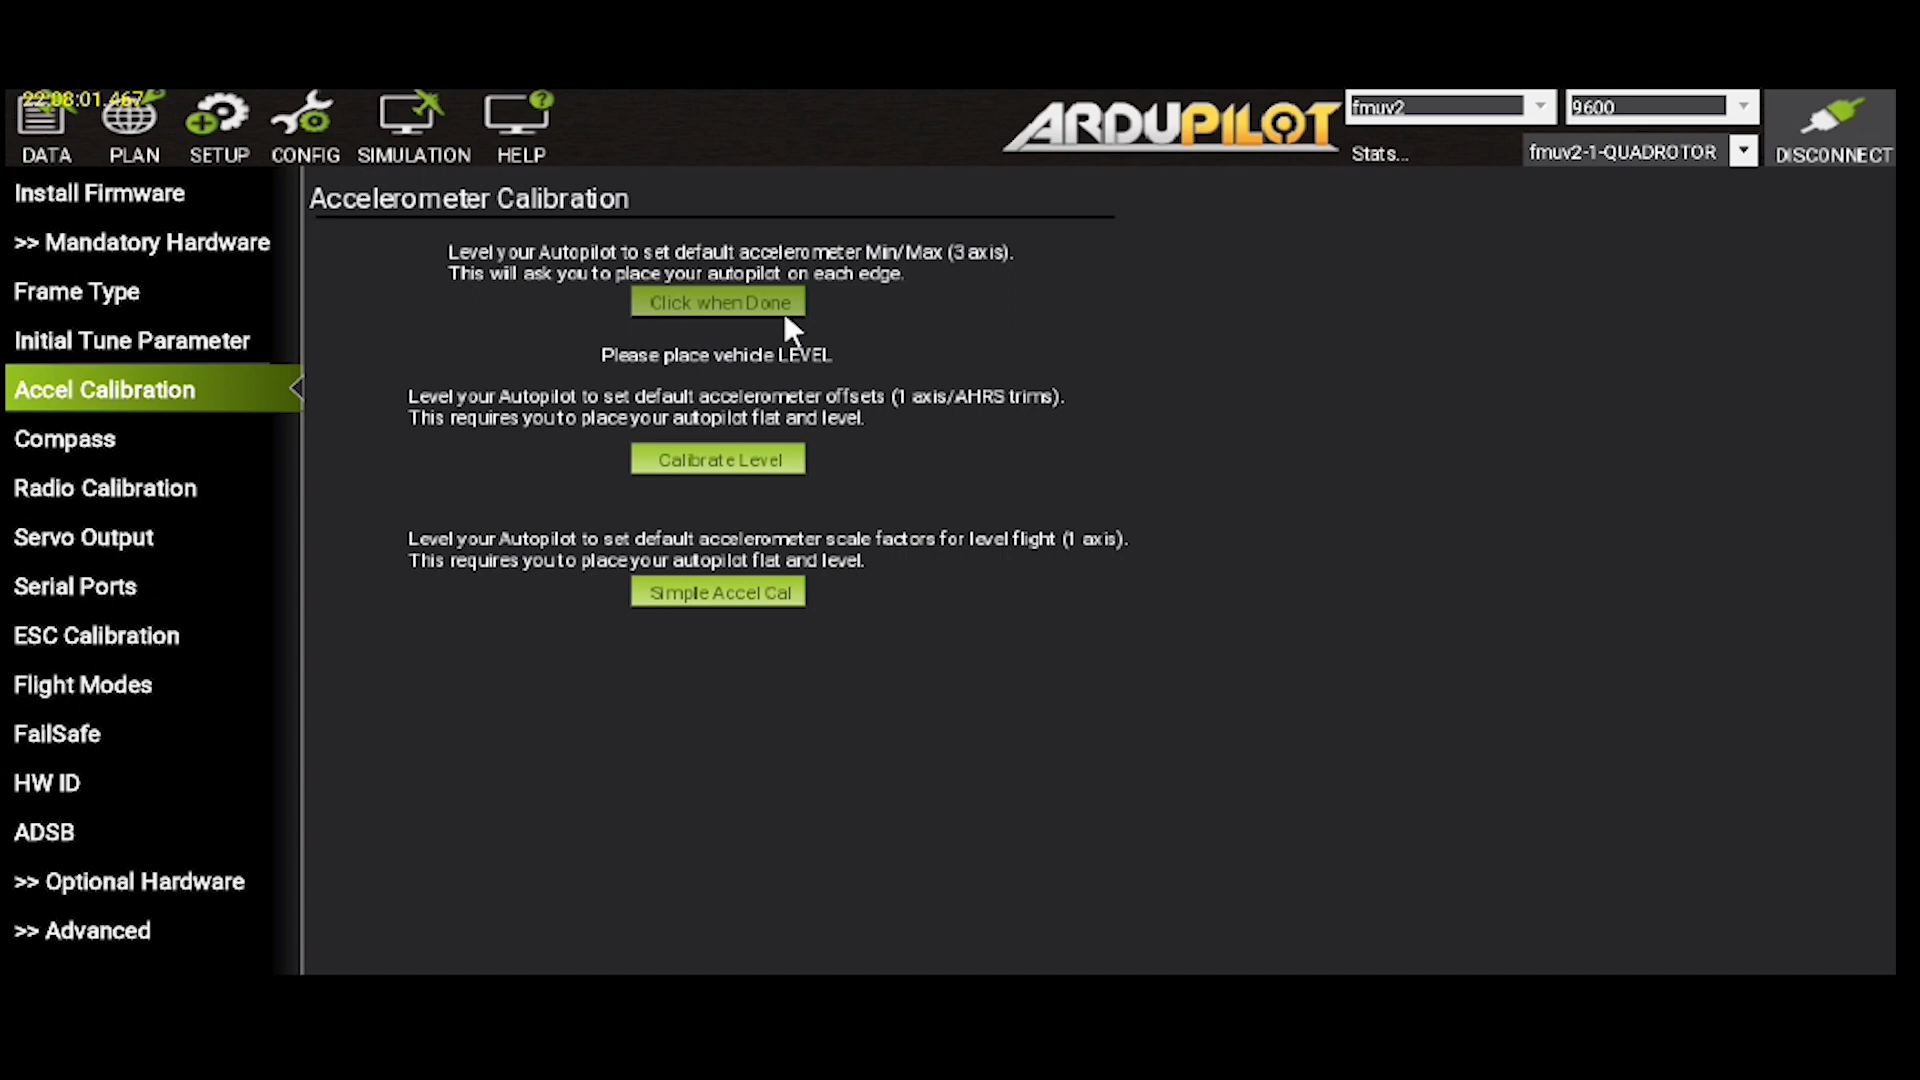 22:08:01.467
DATA
PLAN
SETUP
CONFIG
SIMULATION
HELP
ARDUPILOT
fmuv2
9600
Stats...
fmuv2-1-QUADROTOR
DISCONNECT
Install Firmware
>> Mandatory Hardware
Frame Type
Initial Tune Parameter
Accel Calibration
Compass
Radio Calibration
Servo Output
Serial Ports
ESC Calibration
Flight Modes
FailSafe
HW ID
ADSB
>> Optional Hardware
>> Advanced
Accelerometer Calibration
Level your Autopilot to set default accelerometer Min/Max (3 axis).
This will ask you to place your autopilot on each edge.
Click when Done
Please place vehicle LEVEL
Level your Autopilot to set default accelerometer offsets (1 axis/AHRS trims).
This requires you to place your autopilot flat and level.
Calibrate Level
Level your Autopilot to set default accelerometer scale factors for level flight (1 axis).
This requires you to place your autopilot flat and level.
Simple Accel Cal